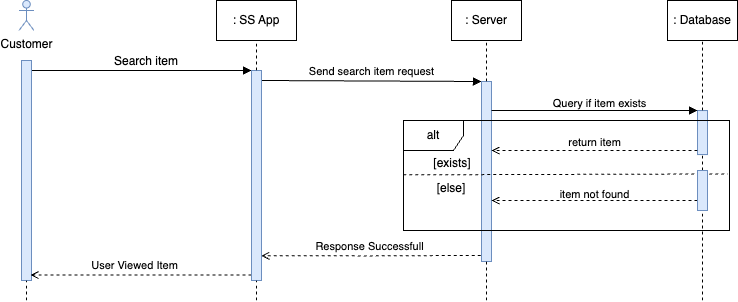 : SS App
: Server
: Database
Customer
Search item
Send search item request
Query if item exists
alt
return item
[exists]
[else]
item not found
Response Successfull
User Viewed Item